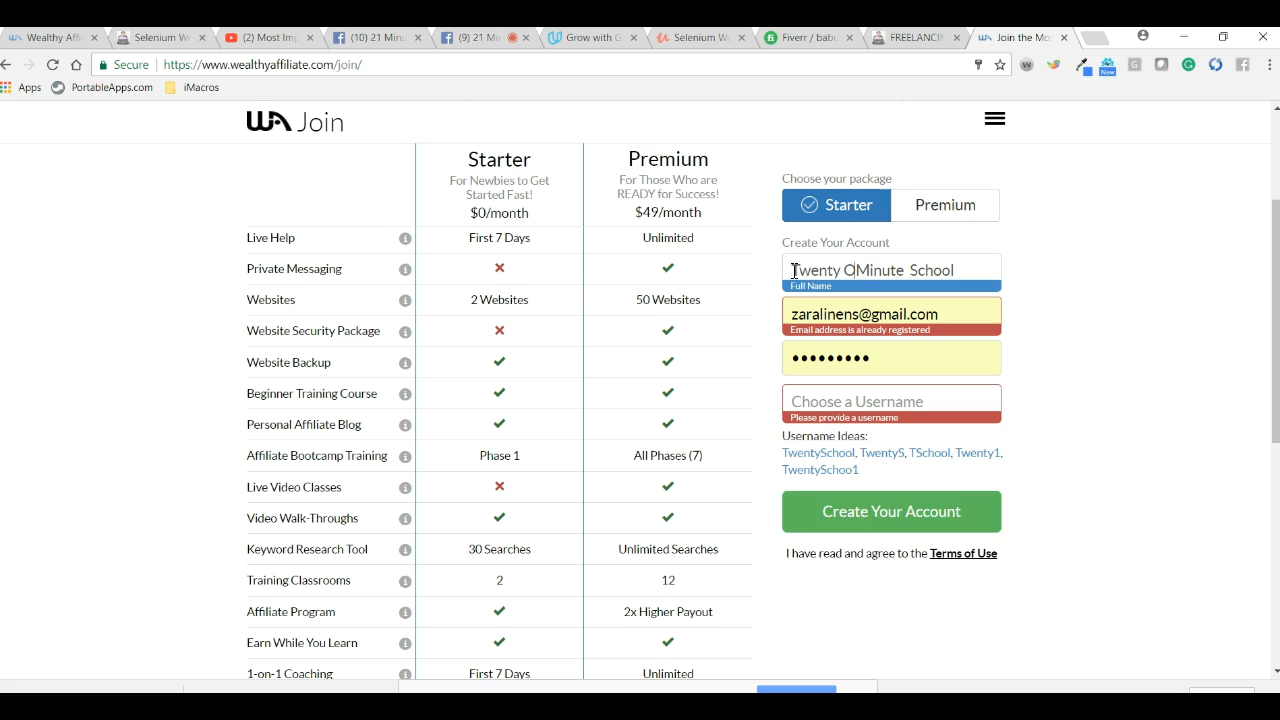 Wealthy Affi
Selenium We
(2) Most Imp
(10) 21 Minu
(9) 21 Mi
Grow with G
Selenium W
Fiverr / babu
FREELANCIN
Join the Mos
Secure
https://www.wealthyaffiliate.com/join/
New
Apps
PortableApps.com
iMacros
WA Join
Starter
For Newbies to Get
Started Fast!
$0/month
Premium
For Those Who are
READY for Success!
$49/month
Live Help First 7 Days Unlimited
Private Messaging
Websites 2 Websites 50 Websites
Website Security Package
Website Backup
Beginner Training Course
Personal Affiliate Blog
Affiliate Bootcamp Training Phase 1 All Phases (7)
Live Video Classes
Video Walk-Throughs
Keyword Research Tool 30 Searches Unlimited Searches
Training Classrooms 2 12
Affiliate Program 2x Higher Payout
Earn While You Learn
1-on-1 Coaching First 7 Days Unlimited
Choose your package
Starter Premium
Create Your Account
Twenty OMinute School
Full Name
zaralinens@gmail.com
Email address is already registered
Choose a Username
Please provide a username
Username Ideas:
TwentySchool, TwentyS, TSchool, Twenty1,
TwentySchoo1
Create Your Account
I have read and agree to the Terms of Use